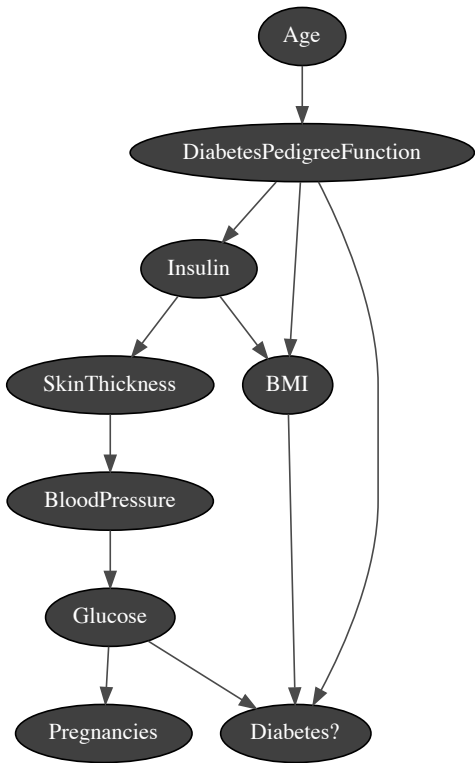 Age
DiabetesPedigreeFunction
Insulin
SkinThickness
BMI
BloodPressure
Glucose
Pregnancies
Diabetes?